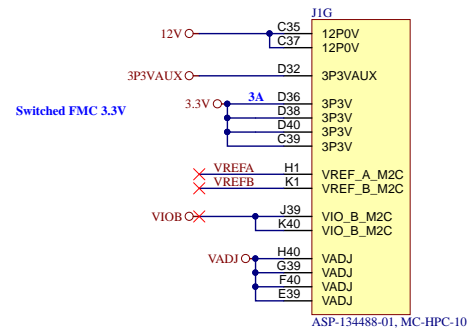 J1G
12V C35 12P0V
C37 12P0V
3P3VAUX D32 3P3VAUX
3.3V 3A D36 3P3V
Switched FMC 3.3V D38 3P3V
D40 3P3V
C39 3P3V
VREFA H1 VREF_A_M2C
VREFB K1 VREF_B_M2C
VIOB J39 VIO_B_M2C
K40 VIO_B_M2C
VADJ H40 VADJ
G39 VADJ
F40 VADJ
E39 VADJ
ASP-134488-01, MC-HPC-10